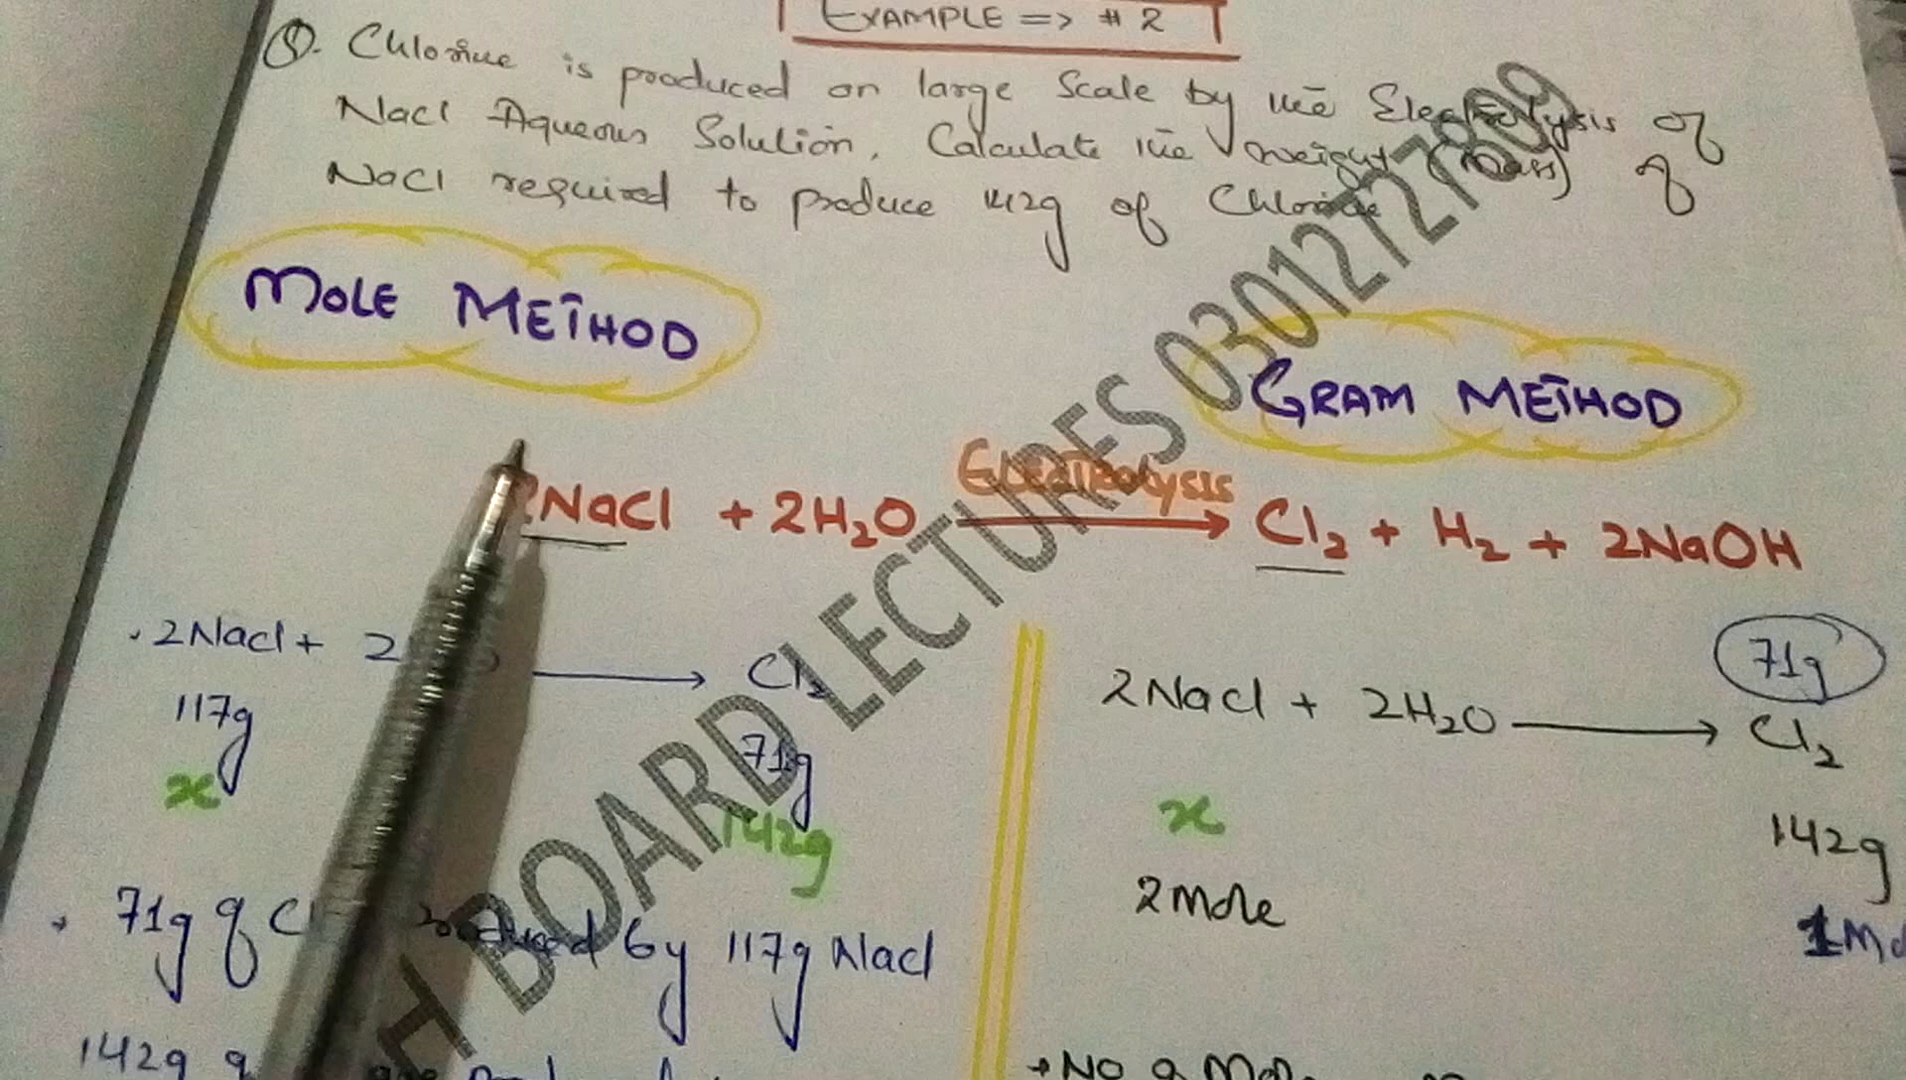 EXAMPLE => # 2
Q. Chlorine is produced on large Scale by the Electrolysis of
NaCl Aqueous Solution, Calculate the weight (Mass) of
NaCl required to produce 142g of Chlorine
MOLE METHOD
GRAM METHOD
Electrolysis
2NaCl + 2H₂O → Cl₂ + H₂ + 2NaOH
2NaCl + 2 → Cl₂
117g 71g
x 142g
71g of by 117g NaCl
142g
71g
2NaCl + 2H₂O → Cl₂
x 142g
2Mole
→ No
H BOARD LECTURES 03012727809